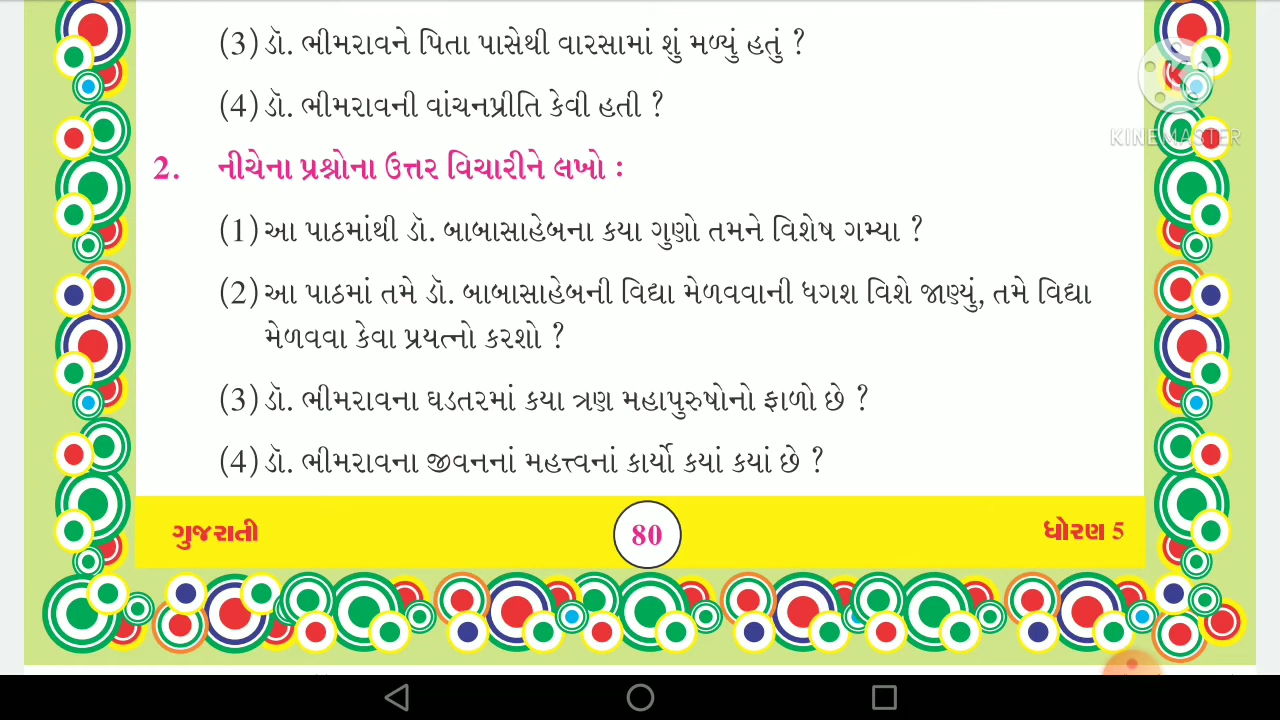 (3) ડૉ. ભીમરાવને પિતા પાસેથી વારસામાં શું મળ્યું હતું ?
(4) ડૉ. ભીમરાવની વાંચનપ્રીતિ કેવી હતી ?
KINEMASTER
2. નીચેના પ્રશ્નોના ઉત્તર વિચારીને લખો :
(1) આ પાઠમાંથી ડૉ. બાબાસાહેબના કયા ગુણો તમને વિશેષ ગમ્યા ?
(2) આ પાઠમાં તમે ડૉ. બાબાસાહેબની વિદ્યા મેળવવાની ધગશ વિશે જાણ્યું, તમે વિદ્યા
મેળવવા કેવા પ્રયત્નો કરશો ?
(3) ડૉ. ભીમરાવના ઘડતરમાં કયા ત્રણ મહાપુરુષોનો ફાળો છે ?
(4) ડૉ. ભીમરાવના જીવનનાં મહત્ત્વનાં કાર્યો કયાં કયાં છે ?
ગુજરાતી 80 ધોરણ 5